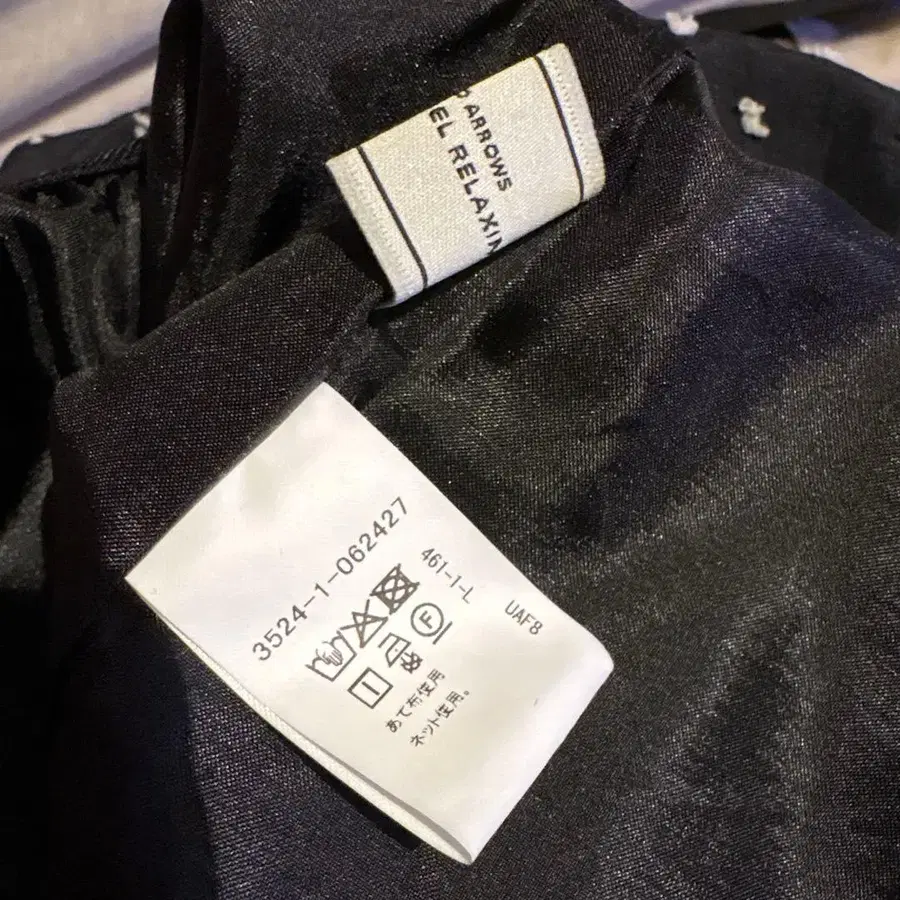 ARROWS
EL RELAXIN
3524-1-062427
461-1-L
UAF8
F
あて布使用
ネット使用。